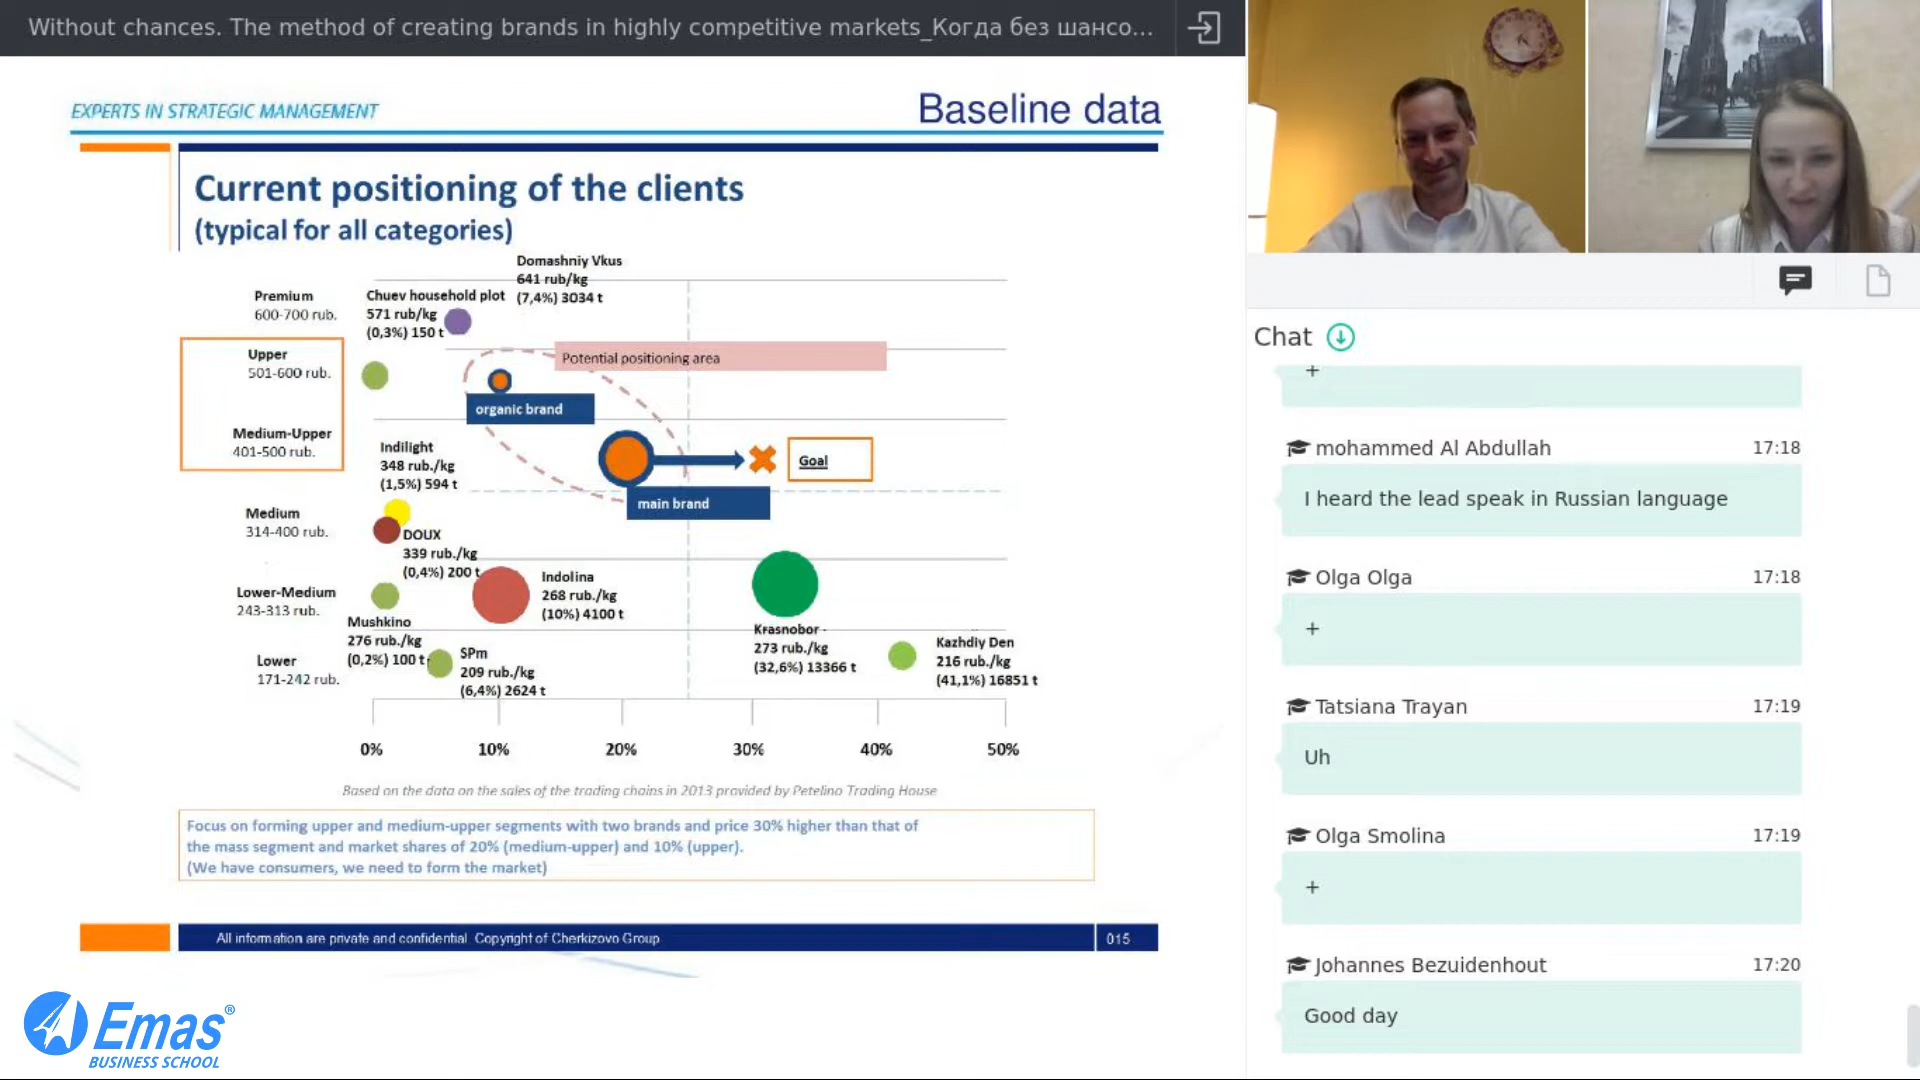 Without chances. The method of creating brands in highly competitive markets_Когда без шансо...
EXPERTS IN STRATEGIC MANAGEMENT
Baseline data
Current positioning of the clients
(typical for all categories)
Premium
600-700 rub.
Upper
501-600 rub.
Medium-Upper
401-500 rub.
Medium
314-400 rub.
Lower-Medium
243-313 rub.
Lower
171-242 rub.
Domashniy Vkus
641 rub/kg
(7,4%) 3034 t
Chuev household plot
571 rub/kg
(0,3%) 150 t
Potential positioning area
organic brand
Indilight
348 rub./kg
(1,5%) 594 t
Goal
main brand
DOUX
339 rub./kg
(0,4%) 200 t
Indolina
268 rub./kg
(10%) 4100 t
Mushkino
276 rub./kg
(0,2%) 100 t
SPm
209 rub./kg
(6,4%) 2624 t
Krasnobor -
273 rub./kg
(32,6%) 13366 t
Kazhdiy Den
216 rub./kg
(41,1%) 16851 t
0% 10% 20% 30% 40% 50%
Based on the data on the sales of the trading chains in 2013 provided by Petelino Trading House
Focus on forming upper and medium-upper segments with two brands and price 30% higher than that of
the mass segment and market shares of 20% (medium-upper) and 10% (upper).
(We have consumers, we need to form the market)
All information are private and confidential. Copyright of Cherkizovo Group
015
Emas®
BUSINESS SCHOOL
Chat
+
mohammed Al Abdullah 17:18
I heard the lead speak in Russian language
Olga Olga 17:18
+
Tatsiana Trayan 17:19
Uh
Olga Smolina 17:19
+
Johannes Bezuidenhout 17:20
Good day